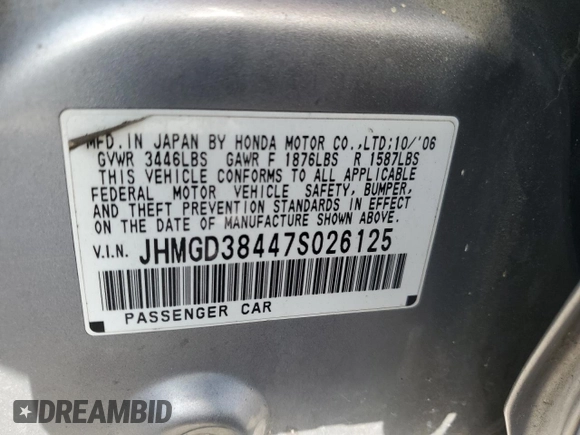 MFD. IN JAPAN BY HONDA MOTOR CO.,LTD; 10/'06
GVWR 3446LBS GAWR F 1876LBS R 1587LBS
THIS VEHICLE CONFORMS TO ALL APPLICABLE
FEDERAL MOTOR VEHICLE SAFETY, BUMPER,
AND THEFT PREVENTION STANDARDS IN EFFECT
ON THE DATE OF MANUFACTURE SHOWN ABOVE.
V.I.N. JHMGD38447S026125
PASSENGER CAR
DREAMBID